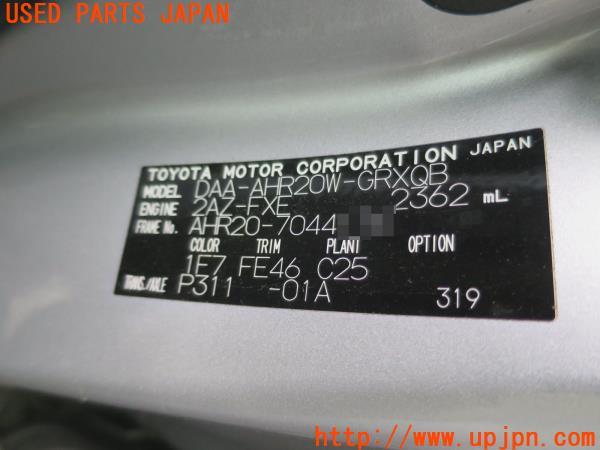 USED PARTS JAPAN
TOYOTA MOTOR CORPORATION JAPAN
MODEL DAA-AHR20W-GRXQB
ENGINE 2AZ-FXE 2362 mL
FRAME No. AHR20-7044
COLOR TRIM PLANT OPTION
1E7 FE46 C25
TRANS./AXLE P311 -01A 319
(C) http://www.upjpn.com/